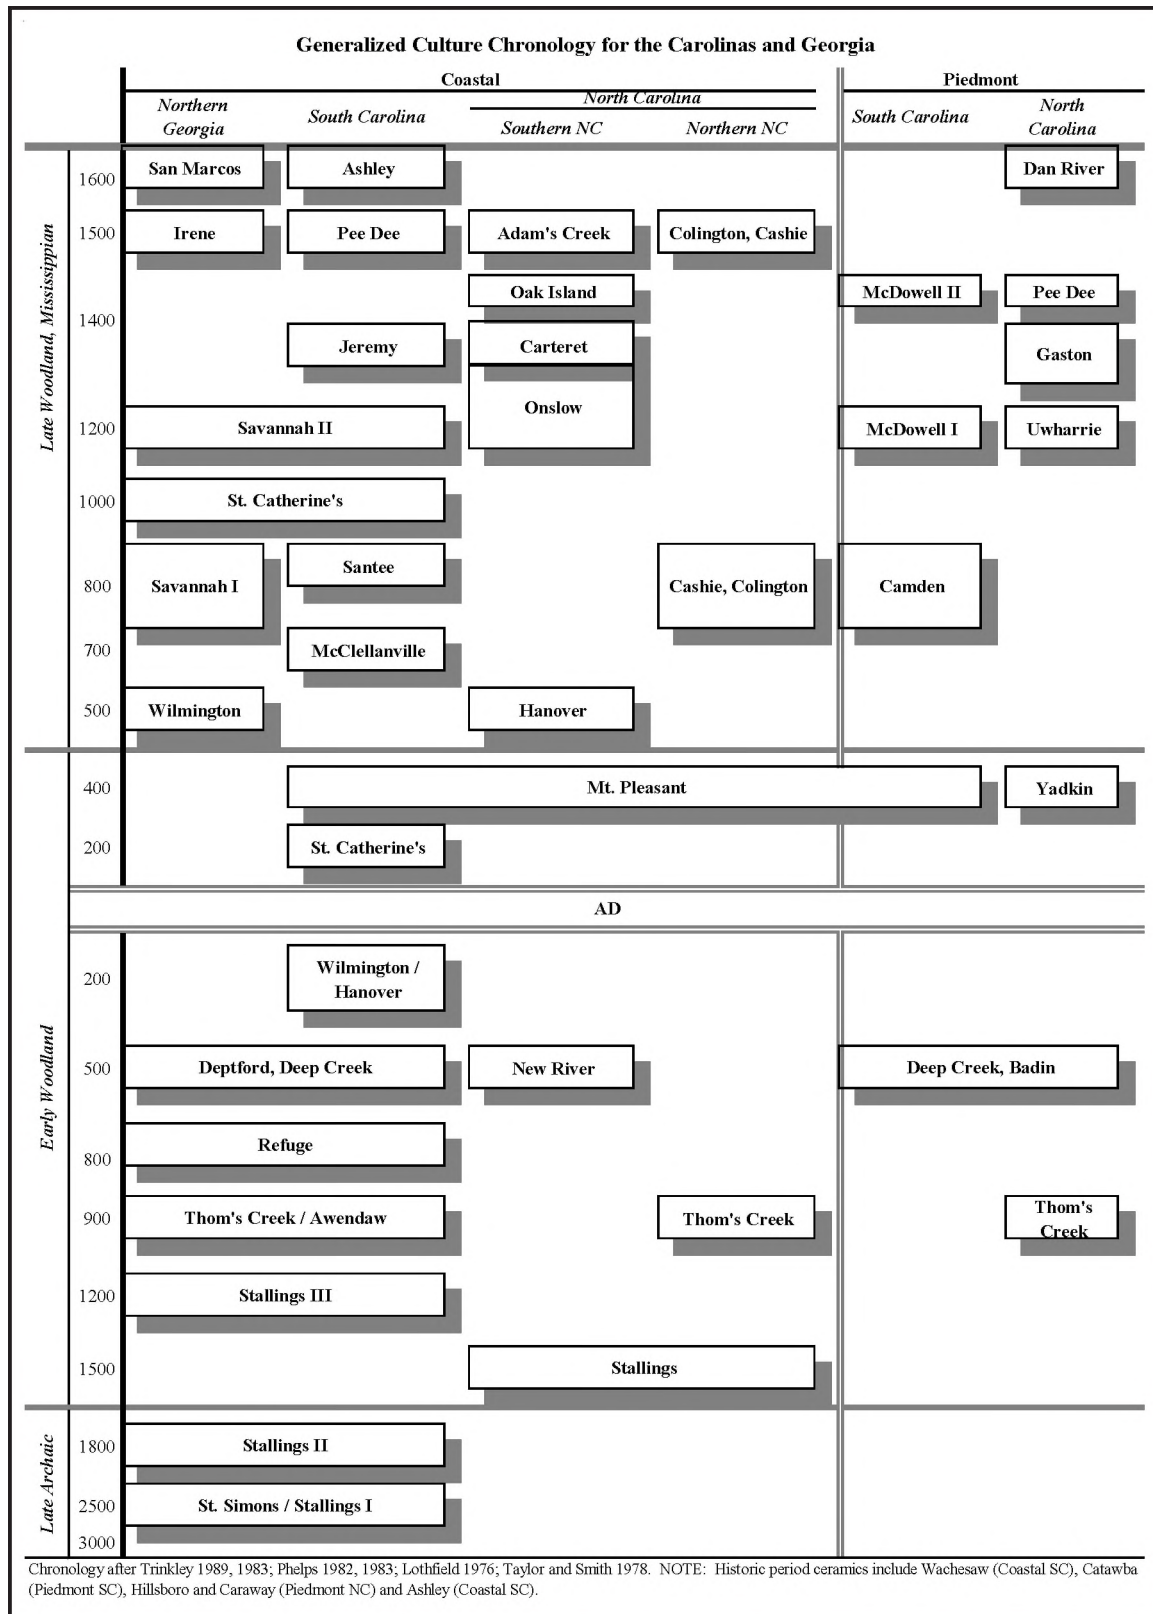 Generalized Culture Chronology for the Carolinas and Georgia
Coastal Piedmont
North Carolina
Northern Georgia South Carolina Southern NC Northern NC South Carolina North Carolina
Late Woodland, Mississippian
1600 San Marcos Ashley Dan River
1500 Irene Pee Dee Adam's Creek Colington, Cashie
Oak Island McDowell II Pee Dee
1400
Jeremy Carteret Gaston
Onslow
1200 Savannah II McDowell I Uwharrie
1000 St. Catherine's
Santee
800 Savannah I Cashie, Colington Camden
700 McClellanville
500 Wilmington Hanover
Early Woodland
400 Mt. Pleasant Yadkin
200 St. Catherine's
AD
200 Wilmington /
Hanover
500 Deptford, Deep Creek New River Deep Creek, Badin
800 Refuge
900 Thom's Creek / Awendaw Thom's Creek Thom's
Creek
1200 Stallings III
1500 Stallings
Late Archaic
1800 Stallings II
2500 St. Simons / Stallings I
3000
Chronology after Trinkley 1989, 1983; Phelps 1982, 1983; Lothfield 1976; Taylor and Smith 1978. NOTE: Historic period ceramics include Wachesaw (Coastal SC), Catawba
(Piedmont SC), Hillsboro and Caraway (Piedmont NC) and Ashley (Coastal SC).